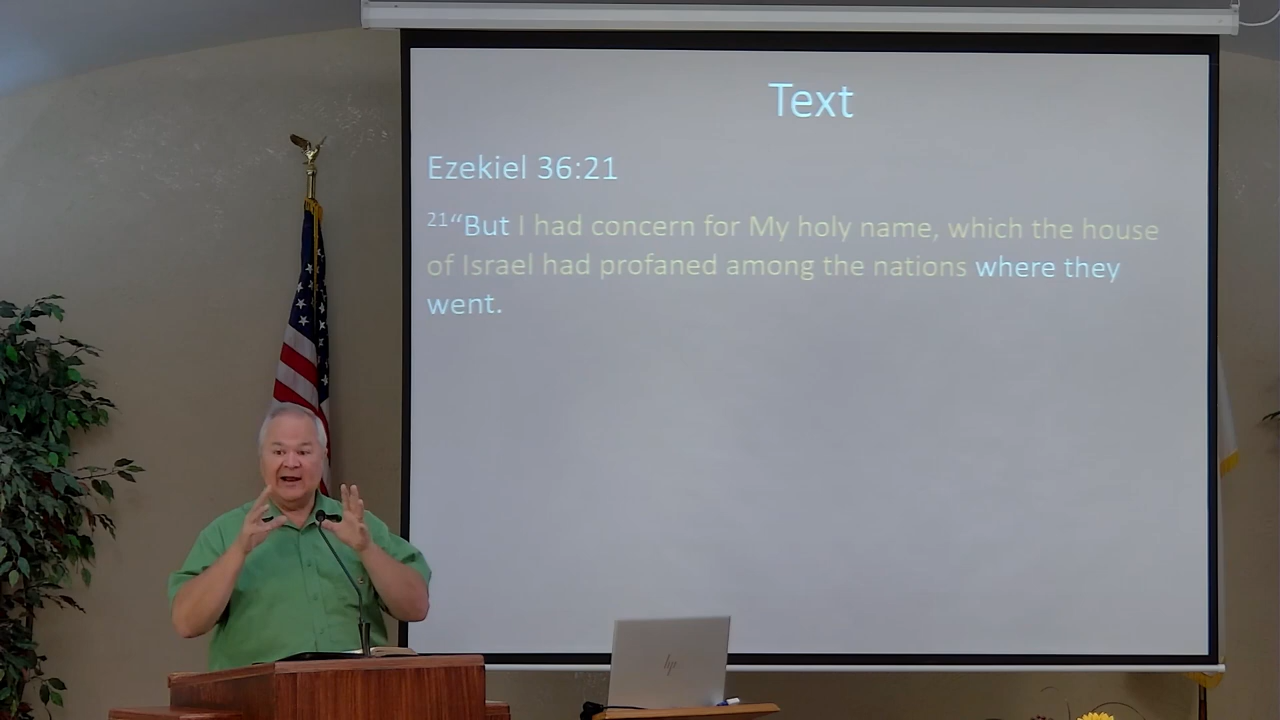 Text
Ezekiel 36:21
21“But I had concern for My holy name, which the house
of Israel had profaned among the nations where they
went.
hp